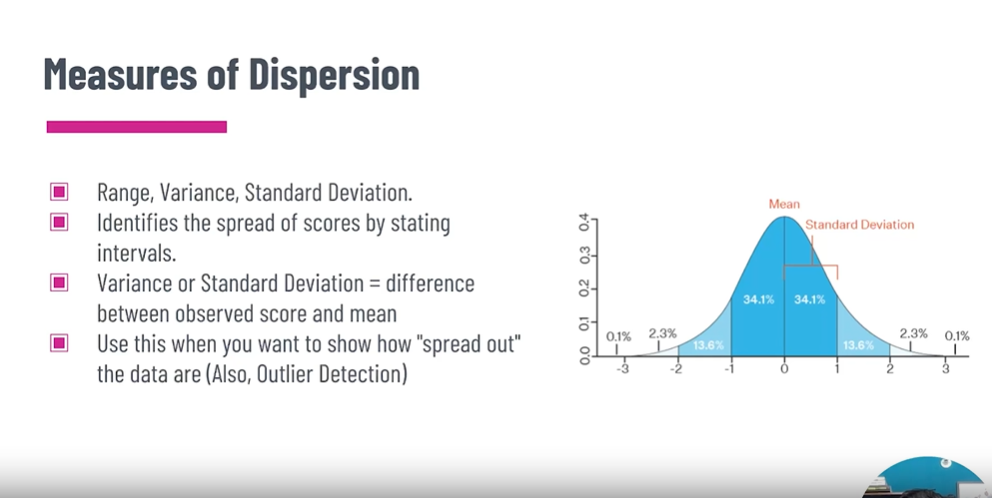 Measures of Dispersion
Range, Variance, Standard Deviation.
Identifies the spread of scores by stating
intervals.
Variance or Standard Deviation = difference
between observed score and mean
Use this when you want to show how "spread out"
the data are (Also, Outlier Detection)
Mean
Standard Deviation
0.4
0.3
0.2
0.1
0.0
0.1% 2.3% 13.6% 34.1% 34.1% 13.6% 2.3% 0.1%
-3 -2 -1 0 1 2 3